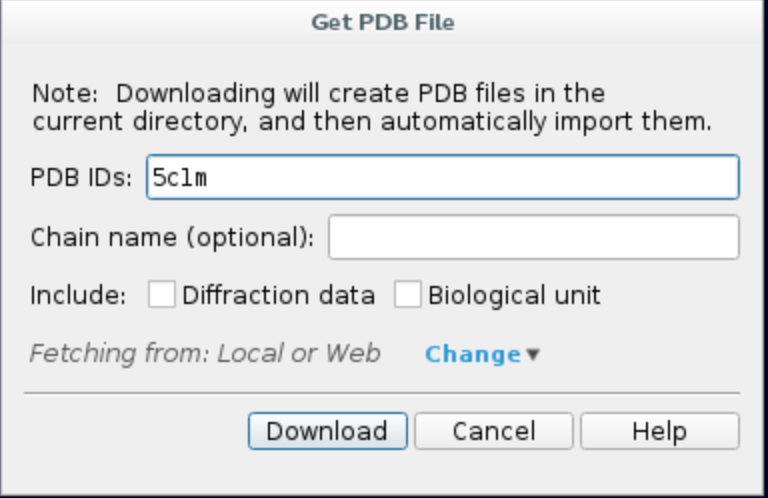 Get PDB File
Note:  Downloading will create PDB files in the
current directory, and then automatically import them.
PDB IDs: 5clm
Chain name (optional):
Include: Diffraction data Biological unit
Fetching from: Local or Web Change▼
Download Cancel Help